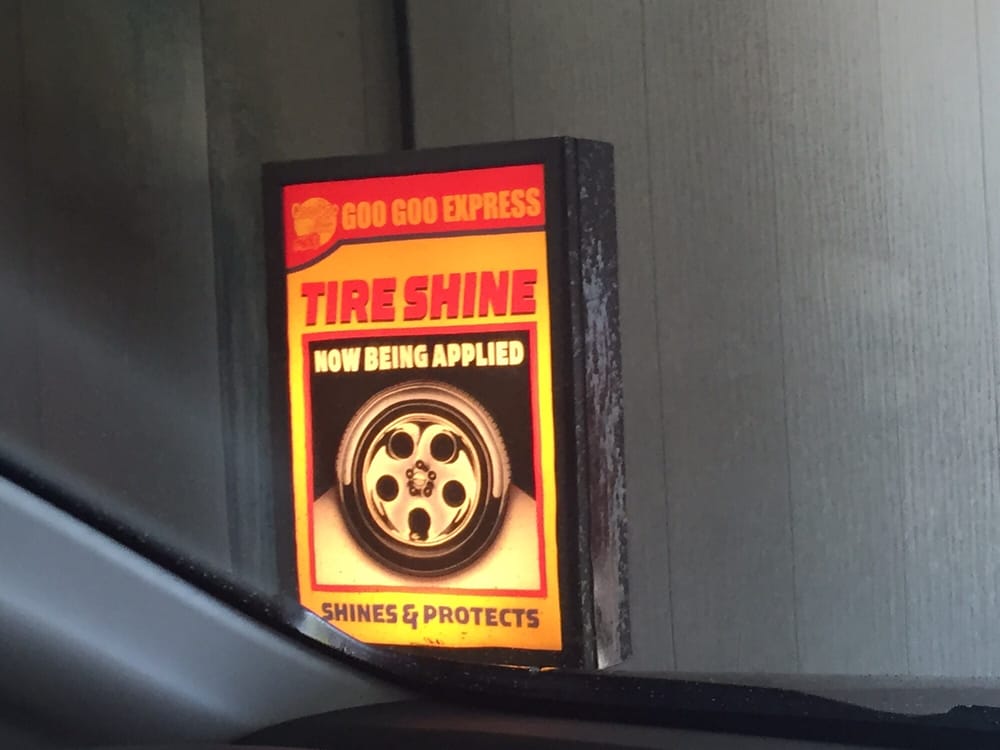 GOO GOO EXPRESS
TIRE SHINE
NOW BEING APPLIED
SHINES & PROTECTS